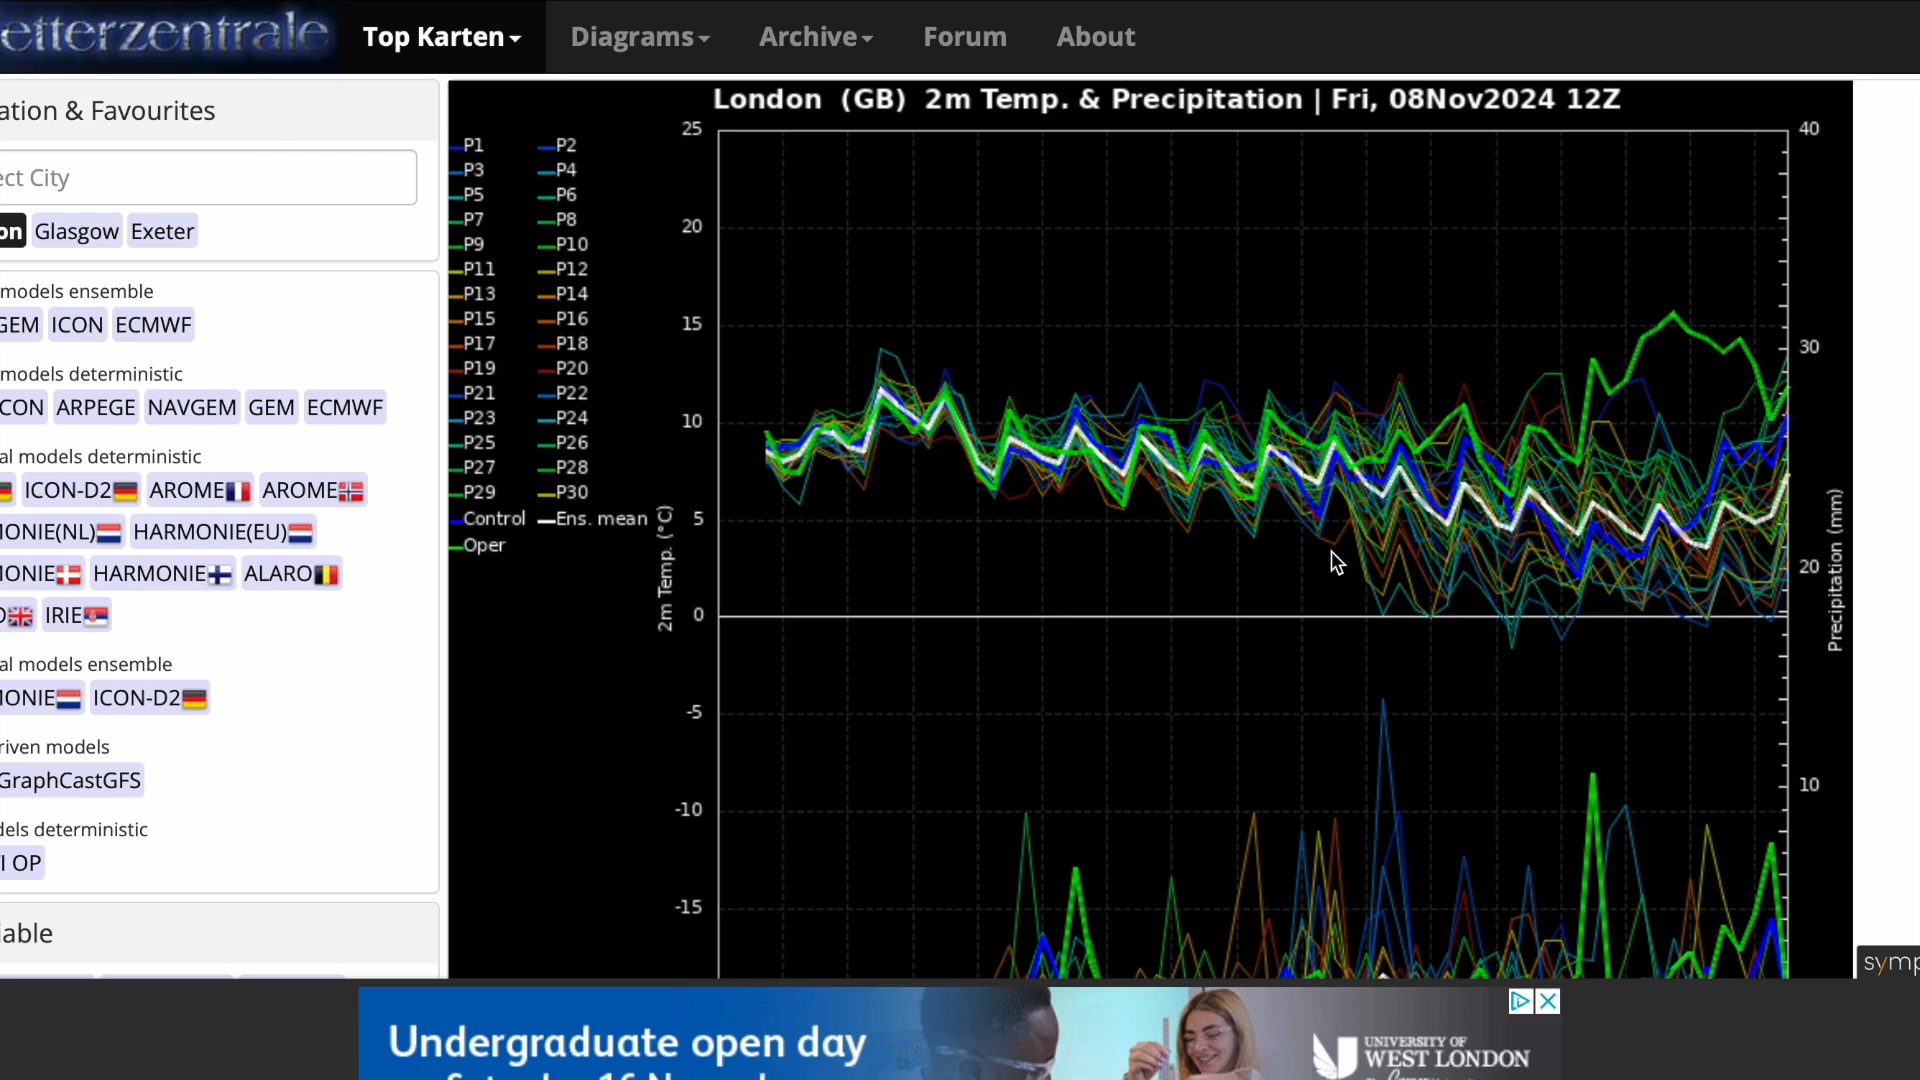 etterzentrale
Top Karten
Diagrams
Archive
Forum
About
ation & Favourites
ect City
on Glasgow Exeter
models ensemble
GEM ICON ECMWF
models deterministic
CON ARPEGE NAVGEM GEM ECMWF
al models deterministic
ICON-D2 AROME AROME
MONIE(NL) HARMONIE(EU)
MONIE HARMONIE ALARO
IRIE
al models ensemble
MONIE ICON-D2
riven models
GraphCastGFS
dels deterministic
I OP
iable
London (GB) 2m Temp. & Precipitation | Fri, 08Nov2024 12Z
P1 P2
P3 P4
P5 P6
P7 P8
P9 P10
P11 P12
P13 P14
P15 P16
P17 P18
P19 P20
P21 P22
P23 P24
P25 P26
P27 P28
P29 P30
Control Ens. mean
Oper
2m Temp. (°C)
25
20
15
10
5
0
-5
-10
-15
40
30
20
10
Precipitation (mm)
symp
Undergraduate open day
UNIVERSITY OF
WEST LONDON